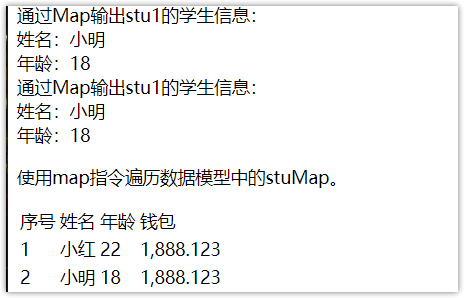 通过Map输出stu1的学生信息：
姓名：小明
年龄：18
通过Map输出stu1的学生信息：
姓名：小明
年龄：18
使用map指令遍历数据模型中的stuMap。
序号 姓名 年龄 钱包
1 小红 22 1,888.123
2 小明 18 1,888.123